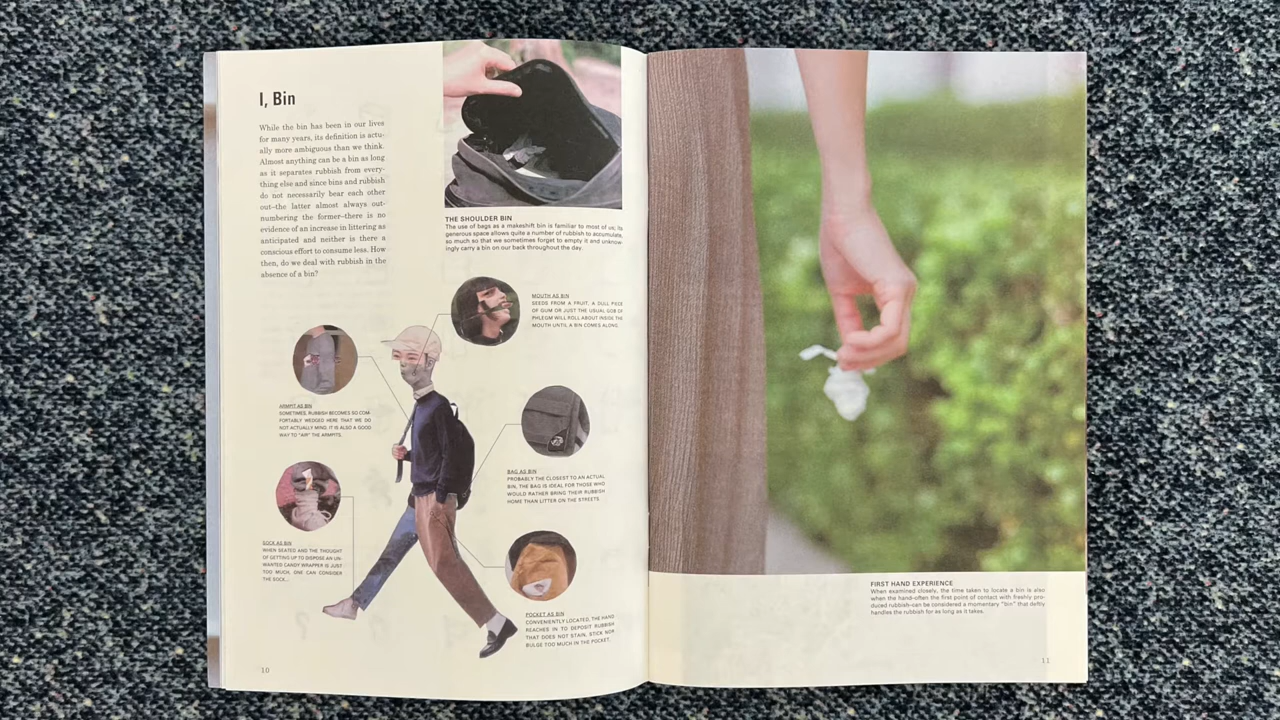 I, Bin
While the bin has been in our lives
for many years, its definition is actu-
ally more ambiguous than we think.
Almost anything can be a bin as long
as it separates rubbish from every-
thing else and since bins and rubbish
do not necessarily bear each other
out–the latter almost always out-
numbering the former–there is no
evidence of an increase in littering as
anticipated and neither is there a
conscious effort to consume less. How
then, do we deal with rubbish in the
absence of a bin?
THE SHOULDER BIN
The use of bags as a makeshift bin is familiar to most of us; its
generous space allows quite a number of rubbish to accumulate,
so much so that we sometimes forget to empty it and unknow-
ingly carry a bin on our back throughout the day.
MOUTH AS BIN
SEEDS FROM A FRUIT, A DULL PIECE
OF GUM OR JUST THE USUAL GOB OF
PHLEGM WILL ROLL ABOUT INSIDE THE
MOUTH UNTIL A BIN COMES ALONG.
ARMPIT AS BIN
SOMETIMES, RUBBISH BECOMES SO COM-
FORTABLY WEDGED HERE THAT WE DO
NOT ACTUALLY MIND. IT IS ALSO A GOOD
WAY TO "AIR" THE ARMPITS.
BAG AS BIN
PROBABLY THE CLOSEST TO AN ACTUAL
BIN, THE BAG IS IDEAL FOR THOSE WHO
WOULD RATHER BRING THEIR RUBBISH
HOME THAN LITTER ON THE STREETS.
SOCK AS BIN
WHEN SEATED AND THE THOUGHT
OF GETTING UP TO DISPOSE AN UN-
WANTED CANDY WRAPPER IS JUST
TOO MUCH, ONE CAN CONSIDER
THE SOCK...
POCKET AS BIN
CONVENIENTLY LOCATED, THE HAND
REACHES IN TO DEPOSIT RUBBISH
THAT DOES NOT STAIN, STICK NOR
BULGE TOO MUCH IN THE POCKET.
10
FIRST HAND EXPERIENCE
When examined closely, the time taken to locate a bin is also
when the hand–often the first point of contact with freshly pro-
duced rubbish–can be considered a momentary "bin" that deftly
handles the rubbish for as long as it takes.
11